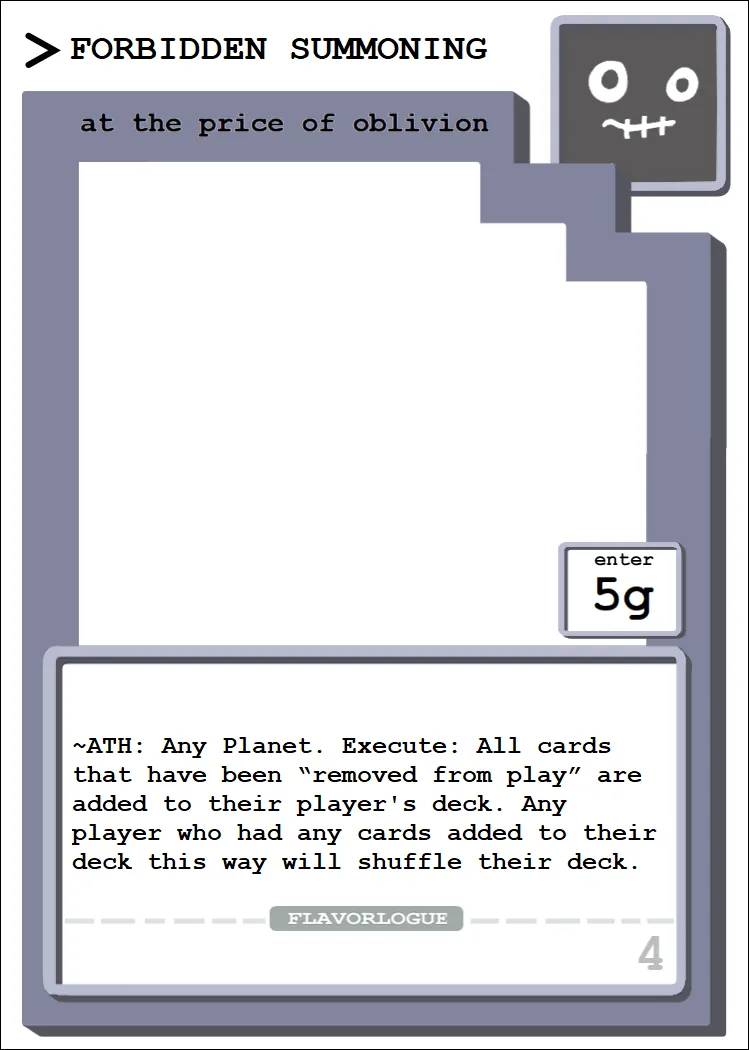 > FORBIDDEN SUMMONING
at the price of oblivion
enter
5g
~ATH: Any Planet. Execute: All cards
that have been “removed from play” are
added to their player's deck. Any
player who had any cards added to their
deck this way will shuffle their deck.
FLAVORLOGUE
4